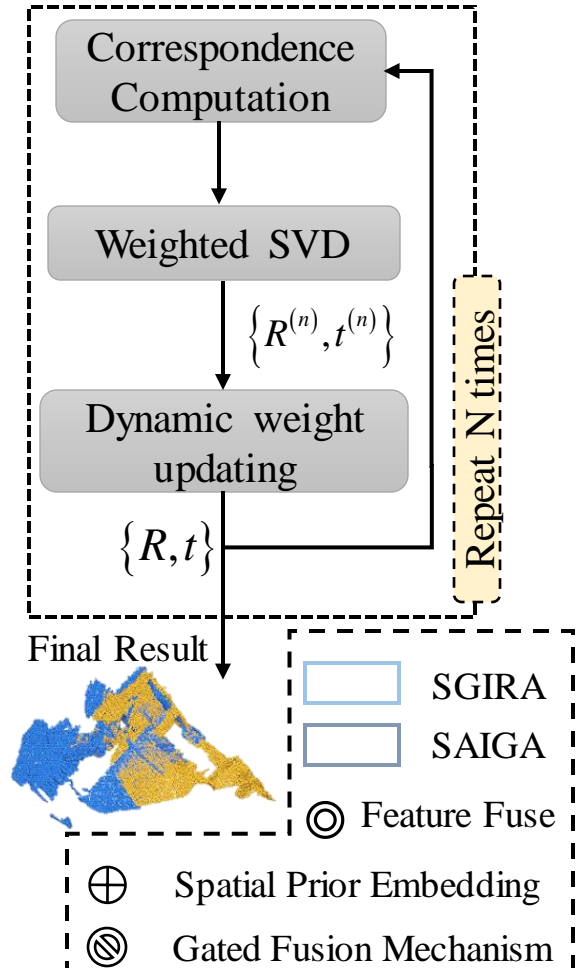 Correspondence
Computation
Weighted SVD
{R^(n), t^(n)}
Dynamic weight
updating
{R, t}
Repeat N times
Final Result
SGIRA
SAIGA
Feature Fuse
Spatial Prior Embedding
Gated Fusion Mechanism